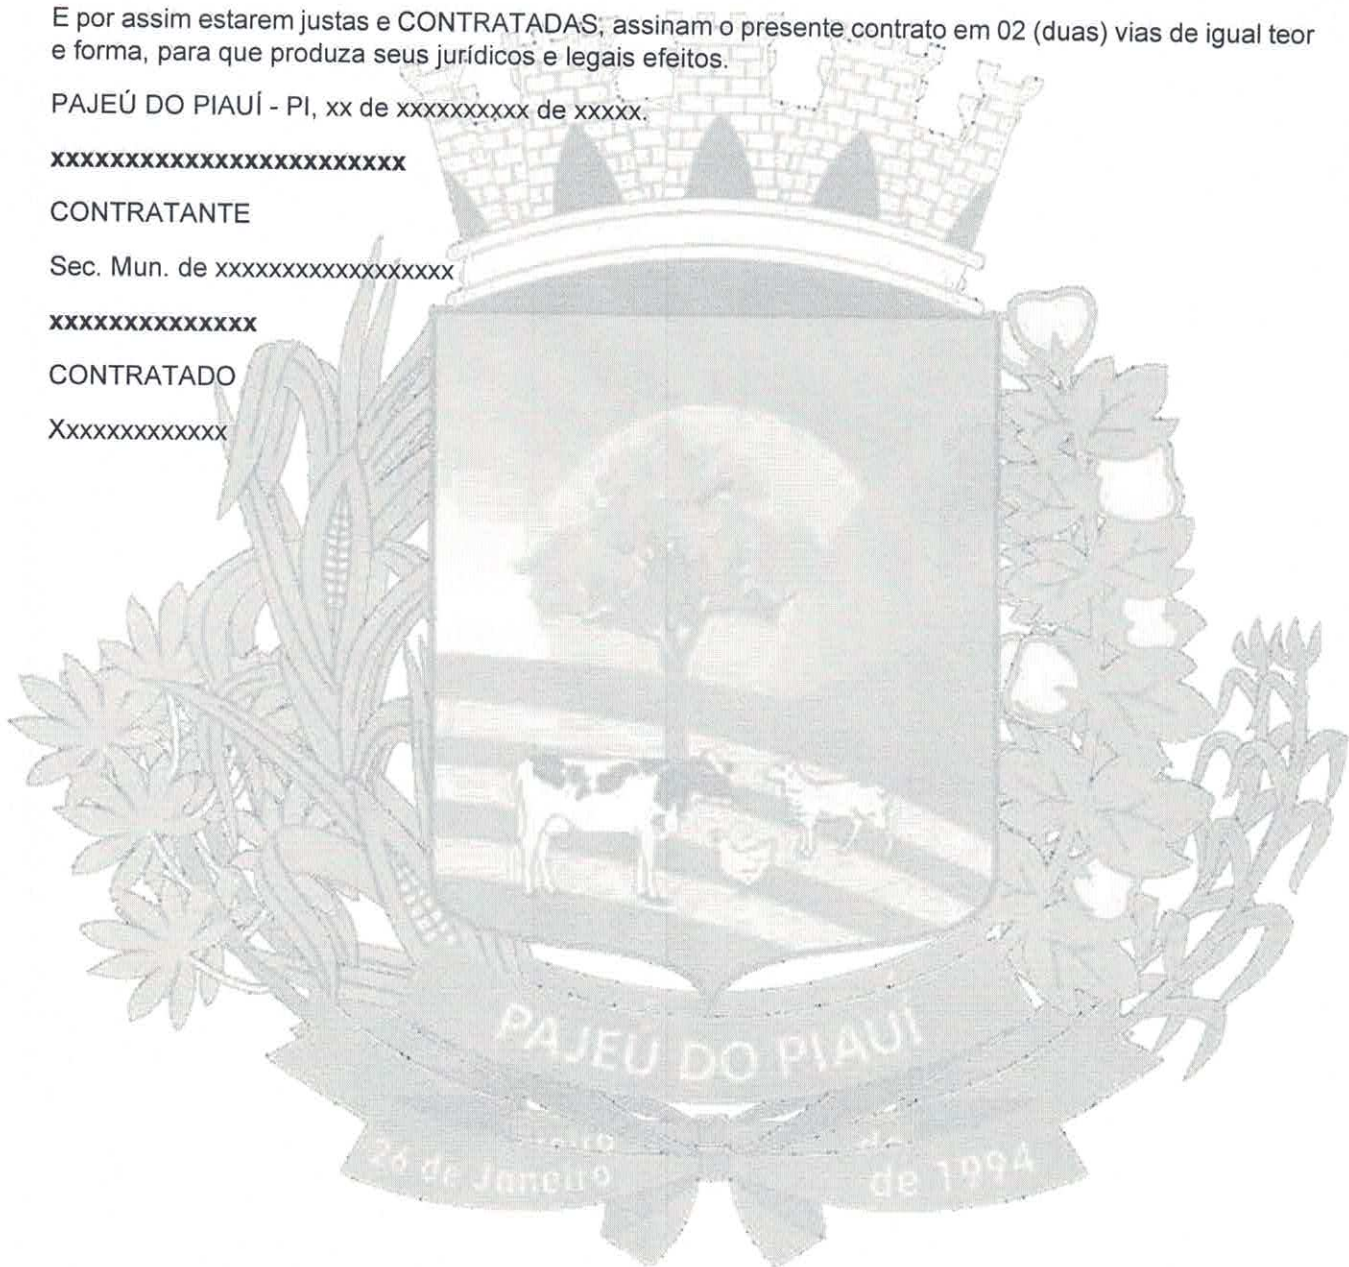 E por assim estarem justas e CONTRATADAS; assinam o presente contrato em 02 (duas) vias de igual teor
e forma, para que produza seus jurídicos e legais efeitos.
PAJEÚ DO PIAUÍ - PI, xx de xxxxxxxxxx de xxxxx.
xxxxxxxxxxxxxxxxxxxxxxxx
CONTRATANTE
Sec. Mun. de xxxxxxxxxxxxxxxxxx
xxxxxxxxxxxxxx
CONTRATADO
Xxxxxxxxxxxxx
PAJEÚ DO PIAUÍ
26 de Janeiro de 1994